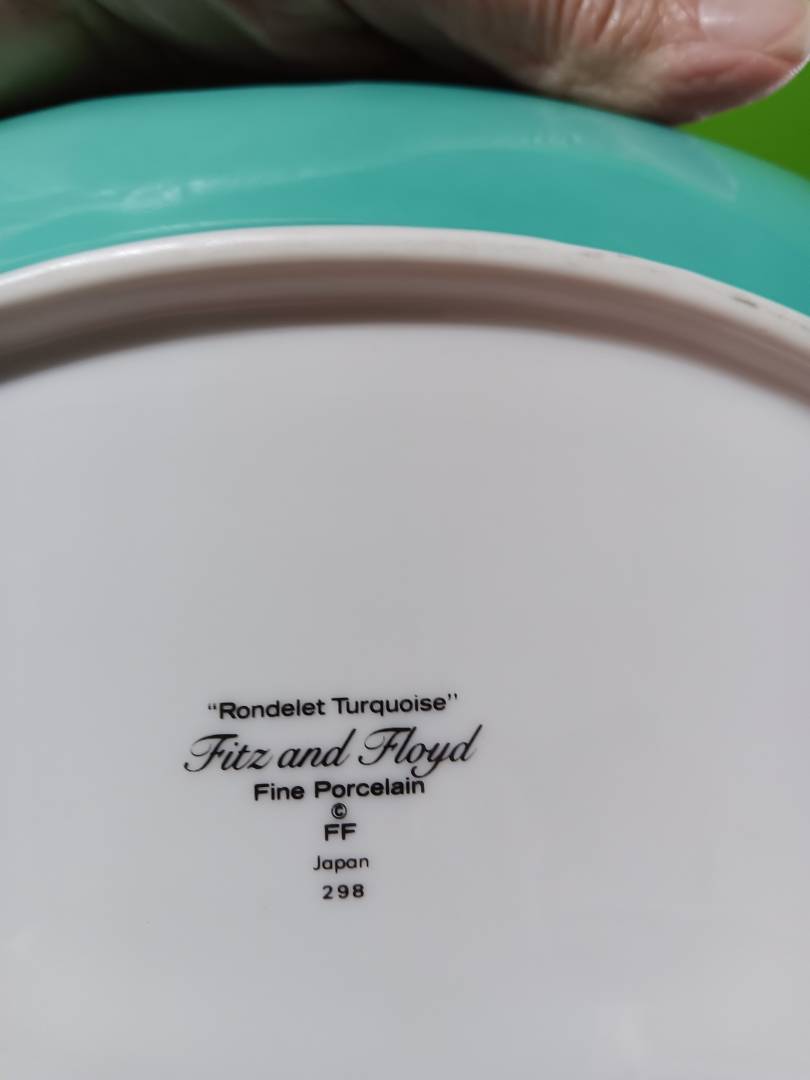 “Rondelet Turquoise”
Fitz and Floyd
Fine Porcelain
©
FF
Japan
298